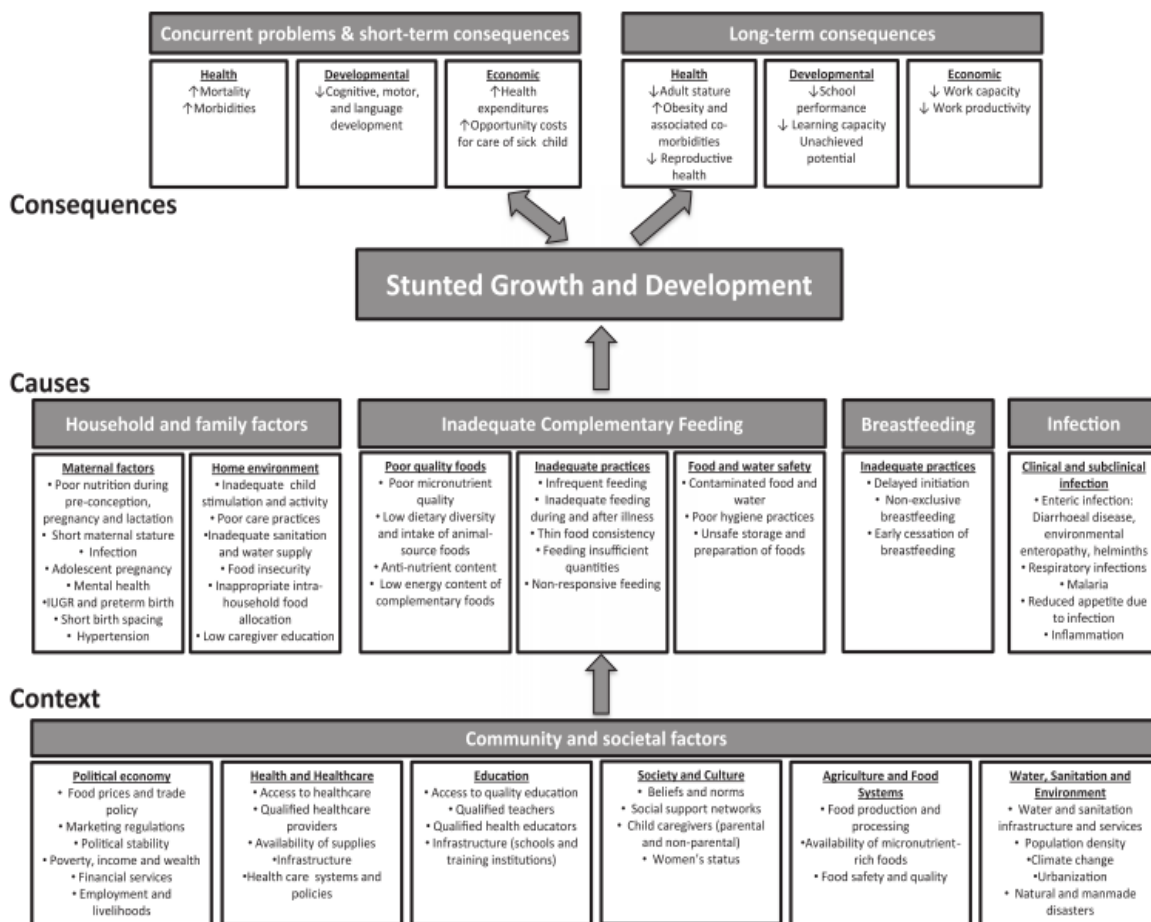 Concurrent problems & short-term consequences
Health
↑Mortality
↑Morbidities
Developmental
↓Cognitive, motor,
and language
development
Economic
↑Health
expenditures
↑Opportunity costs
for care of sick child
Long-term consequences
Health
↓Adult stature
↑Obesity and
associated co-
morbidities
↓ Reproductive
health
Developmental
↓School
performance
↓ Learning capacity
Unachieved
potential
Economic
↓ Work capacity
↓ Work productivity
Consequences
Stunted Growth and Development
Causes
Household and family factors
Maternal factors
• Poor nutrition during
pre-conception,
pregnancy and lactation
• Short maternal stature
• Infection
• Adolescent pregnancy
• Mental health
•IUGR and preterm birth
• Short birth spacing
• Hypertension
Home environment
• Inadequate child
stimulation and activity
• Poor care practices
•Inadequate sanitation
and water supply
• Food insecurity
• Inappropriate intra-
household food
allocation
• Low caregiver education
Inadequate Complementary Feeding
Poor quality foods
• Poor micronutrient
quality
• Low dietary diversity
and intake of animal-
source foods
• Anti-nutrient content
• Low energy content of
complementary foods
Inadequate practices
• Infrequent feeding
• Inadequate feeding
during and after illness
• Thin food consistency
• Feeding insufficient
quantities
• Non-responsive feeding
Food and water safety
• Contaminated food and
water
• Poor hygiene practices
• Unsafe storage and
preparation of foods
Breastfeeding
Inadequate practices
• Delayed initiation
• Non-exclusive
breastfeeding
• Early cessation of
breastfeeding
Infection
Clinical and subclinical
infection
• Enteric infection:
Diarrhoeal disease,
environmental
enteropathy, helminths
• Respiratory infections
• Malaria
• Reduced appetite due
to infection
• Inflammation
Context
Community and societal factors
Political economy
• Food prices and trade
policy
• Marketing regulations
• Political stability
• Poverty, income and wealth
• Financial services
• Employment and
livelihoods
Health and Healthcare
• Access to healthcare
• Qualified healthcare
providers
• Availability of supplies
•Infrastructure
•Health care systems and
policies
Education
• Access to quality education
• Qualified teachers
• Qualified health educators
• Infrastructure (schools and
training institutions)
Society and Culture
• Beliefs and norms
• Social support networks
• Child caregivers (parental
and non-parental)
• Women's status
Agriculture and Food
Systems
• Food production and
processing
•Availability of micronutrient-
rich foods
• Food safety and quality
Water, Sanitation and
Environment
• Water and sanitation
infrastructure and services
• Population density
•Climate change
•Urbanization
• Natural and manmade
disasters